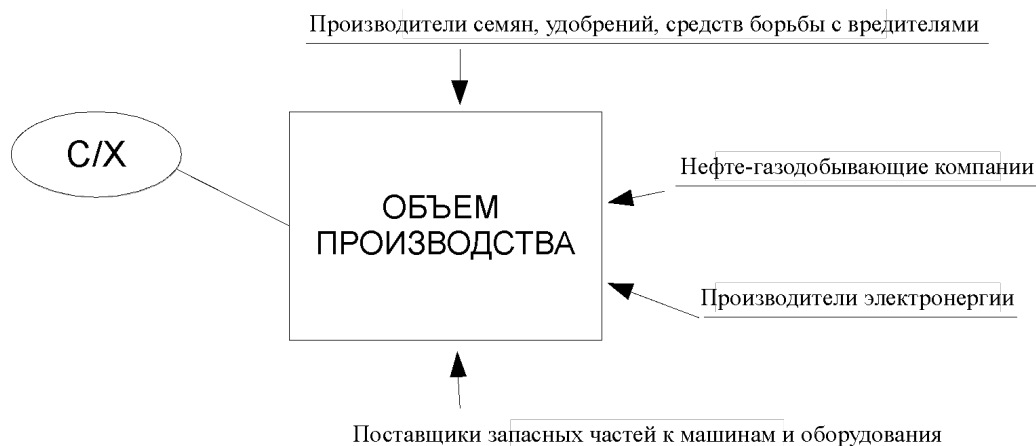 Производители семян, удобрений, средств борьбы с вредителями
С/Х
Нефте-газодобывающие компании
ОБЪЕМ
ПРОИЗВОДСТВА
Производители электронергии
Поставщики запасных частей к машинам и оборудования